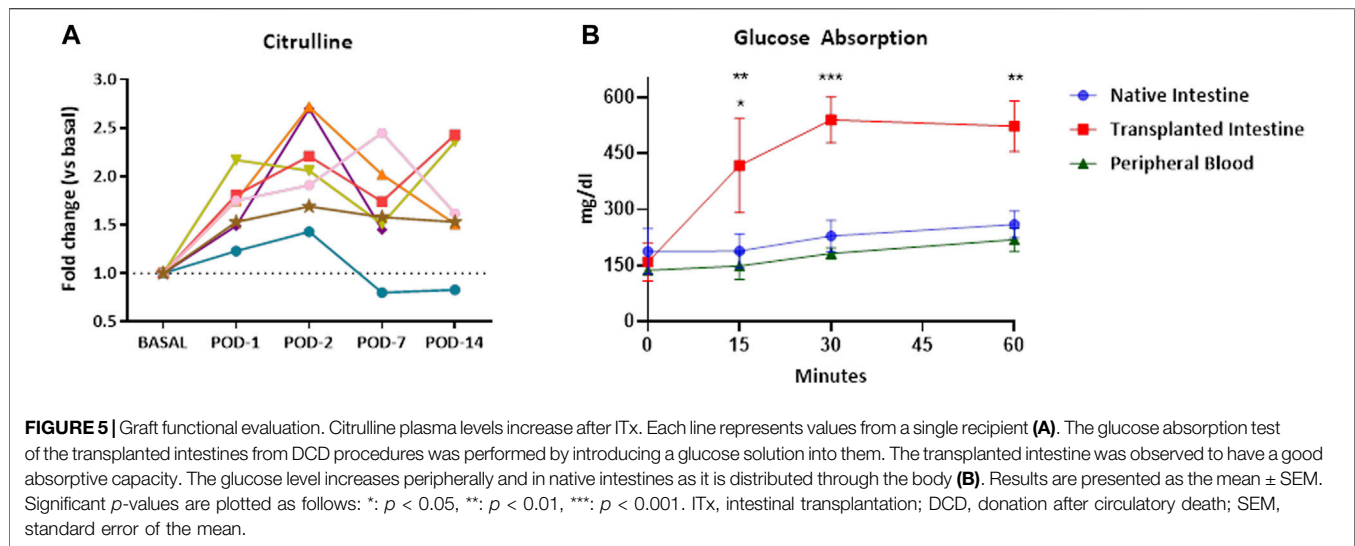 A
Citrulline
Fold change (vs basal)
3.0
2.5
2.0
1.5
1.0
0.5
BASAL POD-1 POD-2 POD-7 POD-14
B
Glucose Absorption
mg/dl
600
450
300
150
0
** *** **
*
0 15 30 45 60
Minutes
Native Intestine
Transplanted Intestine
Peripheral Blood
FIGURE 5 | Graft functional evaluation. Citrulline plasma levels increase after ITx. Each line represents values from a single recipient (A). The glucose absorption test
of the transplanted intestines from DCD procedures was performed by introducing a glucose solution into them. The transplanted intestine was observed to have a good
absorptive capacity. The glucose level increases peripherally and in native intestines as it is distributed through the body (B). Results are presented as the mean ± SEM.
Significant p-values are plotted as follows: *: p < 0.05, **: p < 0.01, ***: p < 0.001. ITx, intestinal transplantation; DCD, donation after circulatory death; SEM,
standard error of the mean.